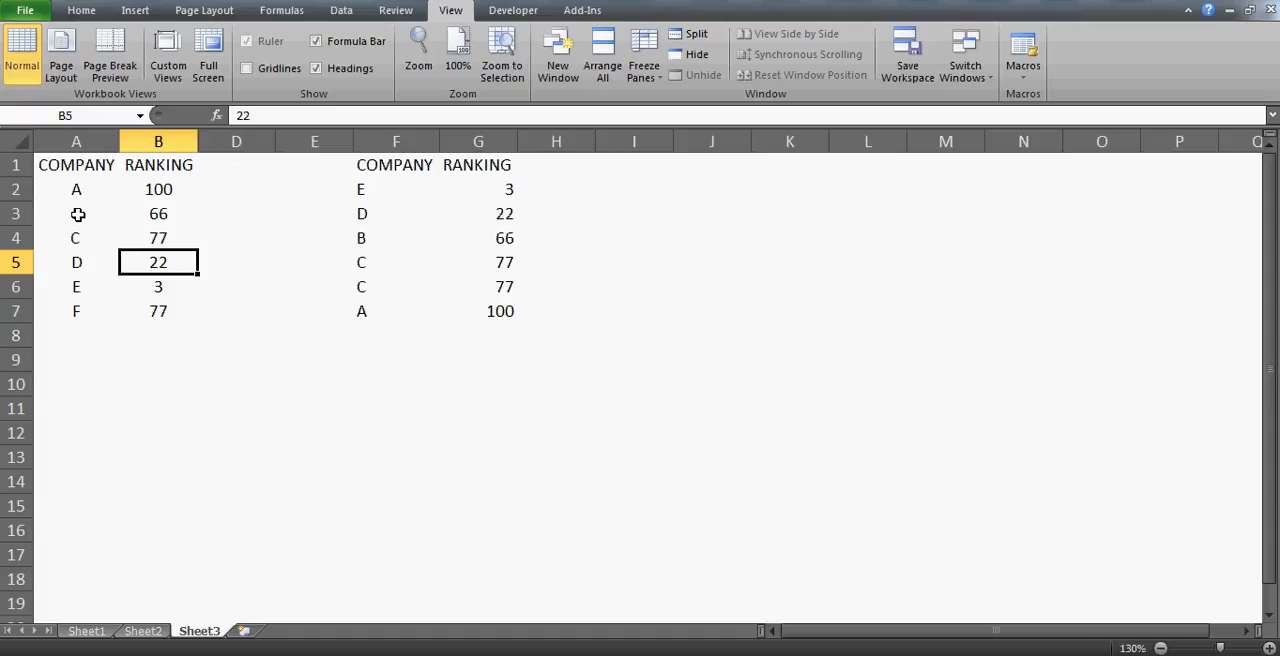 File Home Insert Page Layout Formulas Data Review View Developer Add-Ins
Normal Page Layout Page Break Preview Custom Views Full Screen
Workbook Views
Ruler Formula Bar
Gridlines Headings
Show
Zoom 100% Zoom to Selection
Zoom
New Window Arrange All Freeze Panes
Split
Hide
Unhide
View Side by Side
Synchronous Scrolling
Reset Window Position
Save Workspace Switch Windows
Window
Macros
Macros
B5 fx 22
A B D E F G H I J K L M N O P Q
1 COMPANY RANKING COMPANY RANKING
2 A 100 E 3
3 66 D 22
4 C 77 B 66
5 D 22 C 77
6 E 3 C 77
7 F 77 A 100
8
9
10
11
12
13
14
15
16
17
18
19
Sheet1 Sheet2 Sheet3
130%